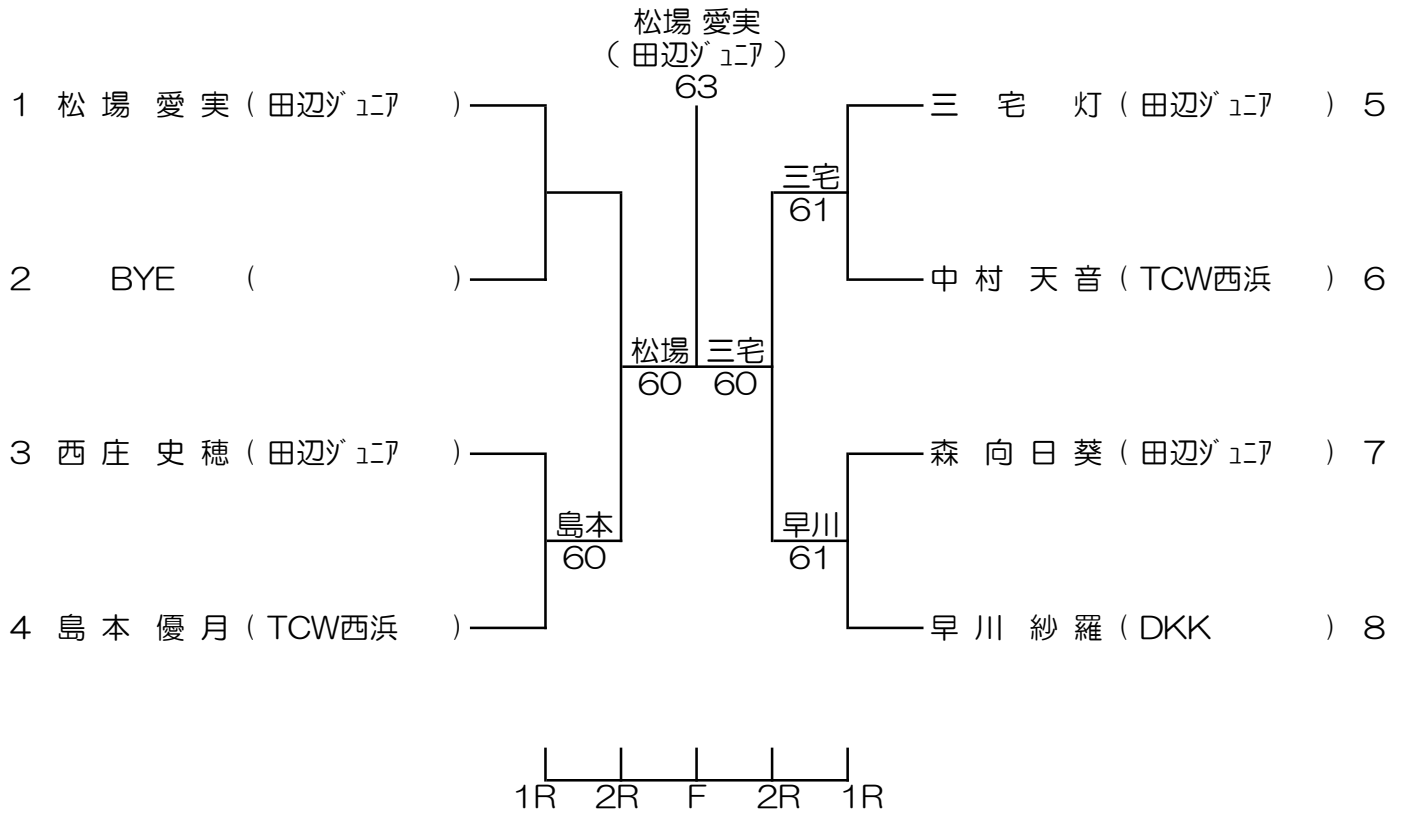 松場 愛実
( 田辺ｼﾞｭﾆｱ )
63
1 松 場 愛 実 ( 田辺ｼﾞｭﾆｱ )
三 宅 灯 ( 田辺ｼﾞｭﾆｱ ) 5
三宅
61
2 BYE ( )
中 村 天 音 ( TCW西浜 ) 6
松場 三宅
60 60
3 西 庄 史 穂 ( 田辺ｼﾞｭﾆｱ )
森 向 日 葵 ( 田辺ｼﾞｭﾆｱ ) 7
島本
60
早川
61
4 島 本 優 月 ( TCW西浜 )
早 川 紗 羅 ( DKK ) 8
1R 2R F 2R 1R